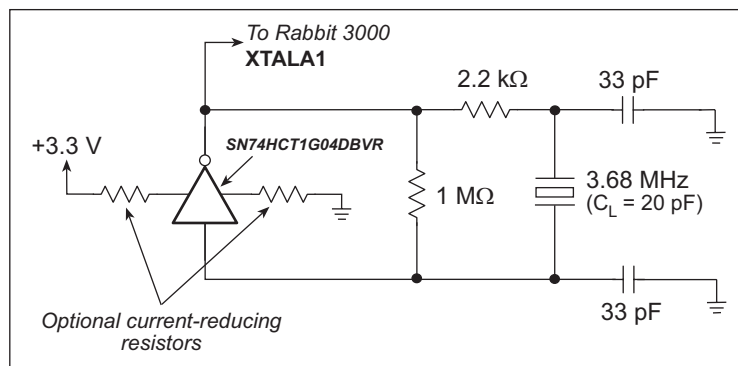 To Rabbit 3000
XTALA1
2.2 kΩ
33 pF
+3.3 V
SN74HCT1G04DBVR
1 MΩ
3.68 MHz
(C_L = 20 pF)
33 pF
Optional current-reducing
resistors